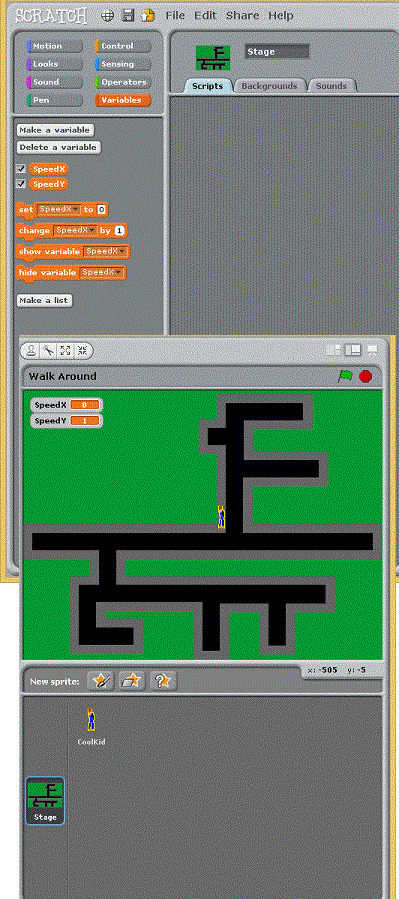 SCRATCH File Edit Share Help
Motion Control
Looks Sensing
Sound Operators
Pen Variables
Stage
Scripts Backgrounds Sounds
Make a variable
Delete a variable
SpeedX
SpeedY
set SpeedX to 0
change SpeedX by 1
show variable SpeedX
hide variable SpeedX
Make a list
Walk Around
SpeedX 0
SpeedY 1
x: -505 y: -5
New sprite: ?
CoolKid
Stage